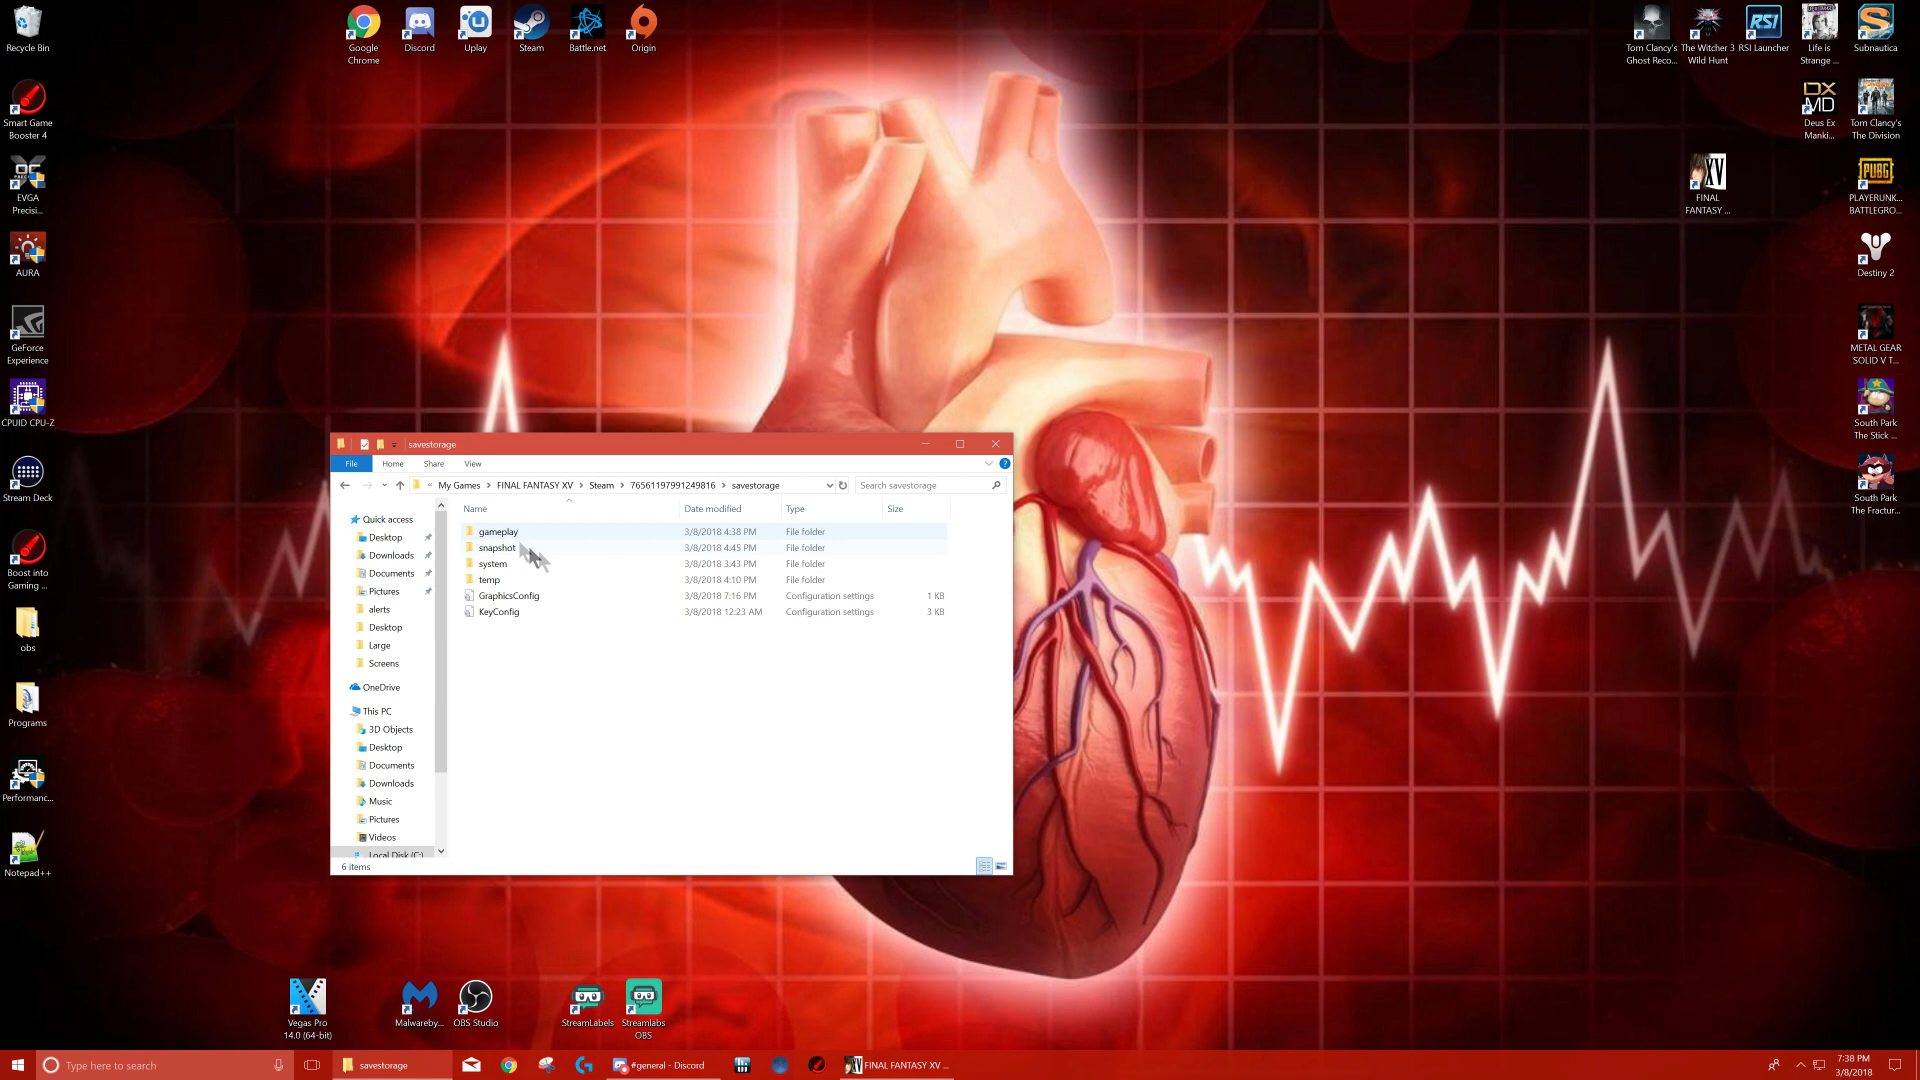 Recycle Bin
Google
Chrome
Discord
Uplay
Steam
Battle.net
Origin
Tom Clancy's
Ghost Reco...
The Witcher 3
Wild Hunt
RSI
RSI Launcher
Life is
Strange ...
Subnautica
Smart Game
Booster 4
DX
MD
Deus Ex
Manki...
Tom Clancy's
The Division
EVGA
Precisi...
XV
FINAL
FANTASY ...
PUBG
PLAYERUNK...
BATTLEGRO...
AURA
Destiny 2
GeForce
Experience
METAL GEAR
SOLID V T...
CPUID CPU-Z
South Park
The Stick ...
Stream Deck
South Park
The Fractur...
Boost into
Gaming ...
obs
Programs
Performanc...
Notepad++
savestorage
File
Home
Share
View
« My Games > FINAL FANTASY XV > Steam > 76561197991249816 > savestorage
Search savestorage
Name
Date modified
Type
Size
Quick access
Desktop
Downloads
Documents
Pictures
alerts
Desktop
Large
Screens
OneDrive
This PC
3D Objects
Desktop
Documents
Downloads
Music
Pictures
Videos
Local Disk (C:)
gameplay 3/8/2018 4:38 PM File folder
snapshot 3/8/2018 4:45 PM File folder
system 3/8/2018 3:43 PM File folder
temp 3/8/2018 4:10 PM File folder
GraphicsConfig 3/8/2018 7:16 PM Configuration settings 1 KB
KeyConfig 3/8/2018 12:23 AM Configuration settings 3 KB
6 items
Vegas Pro
14.0 (64-bit)
Malwareby...
OBS Studio
StreamLabels
Streamlabs
OBS
Type here to search
savestorage
#general - Discord
FINAL FANTASY XV ...
7:38 PM
3/8/2018